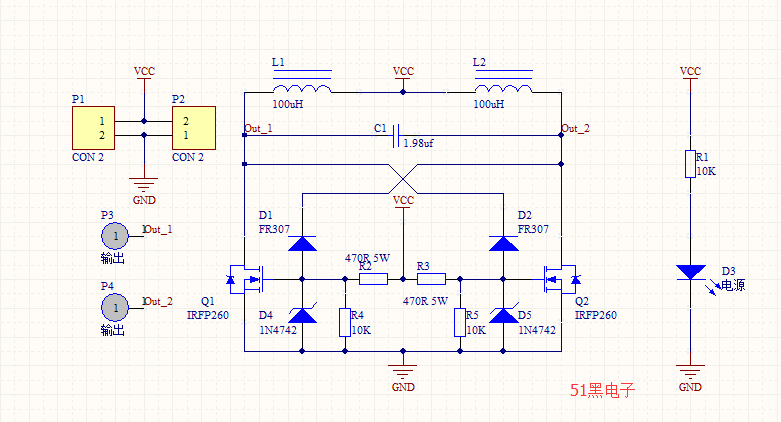 L1
L2
VCC
VCC
VCC
P1
P2
100uH
100uH
1
2
2
1
Out_1
C1
Out_2
1.98uf
CON 2
CON 2
R1
10K
GND
VCC
P3
D1
D2
1
1Out_1
FR307
FR307
输出
470R 5W
R2
R3
D3
电源
P4
1
1Out_2
Q1
470R 5W
Q2
IRFP260
D4
R4
R5
D5
IRFP260
输出
1N4742
10K
10K
1N4742
GND
51黑电子
GND